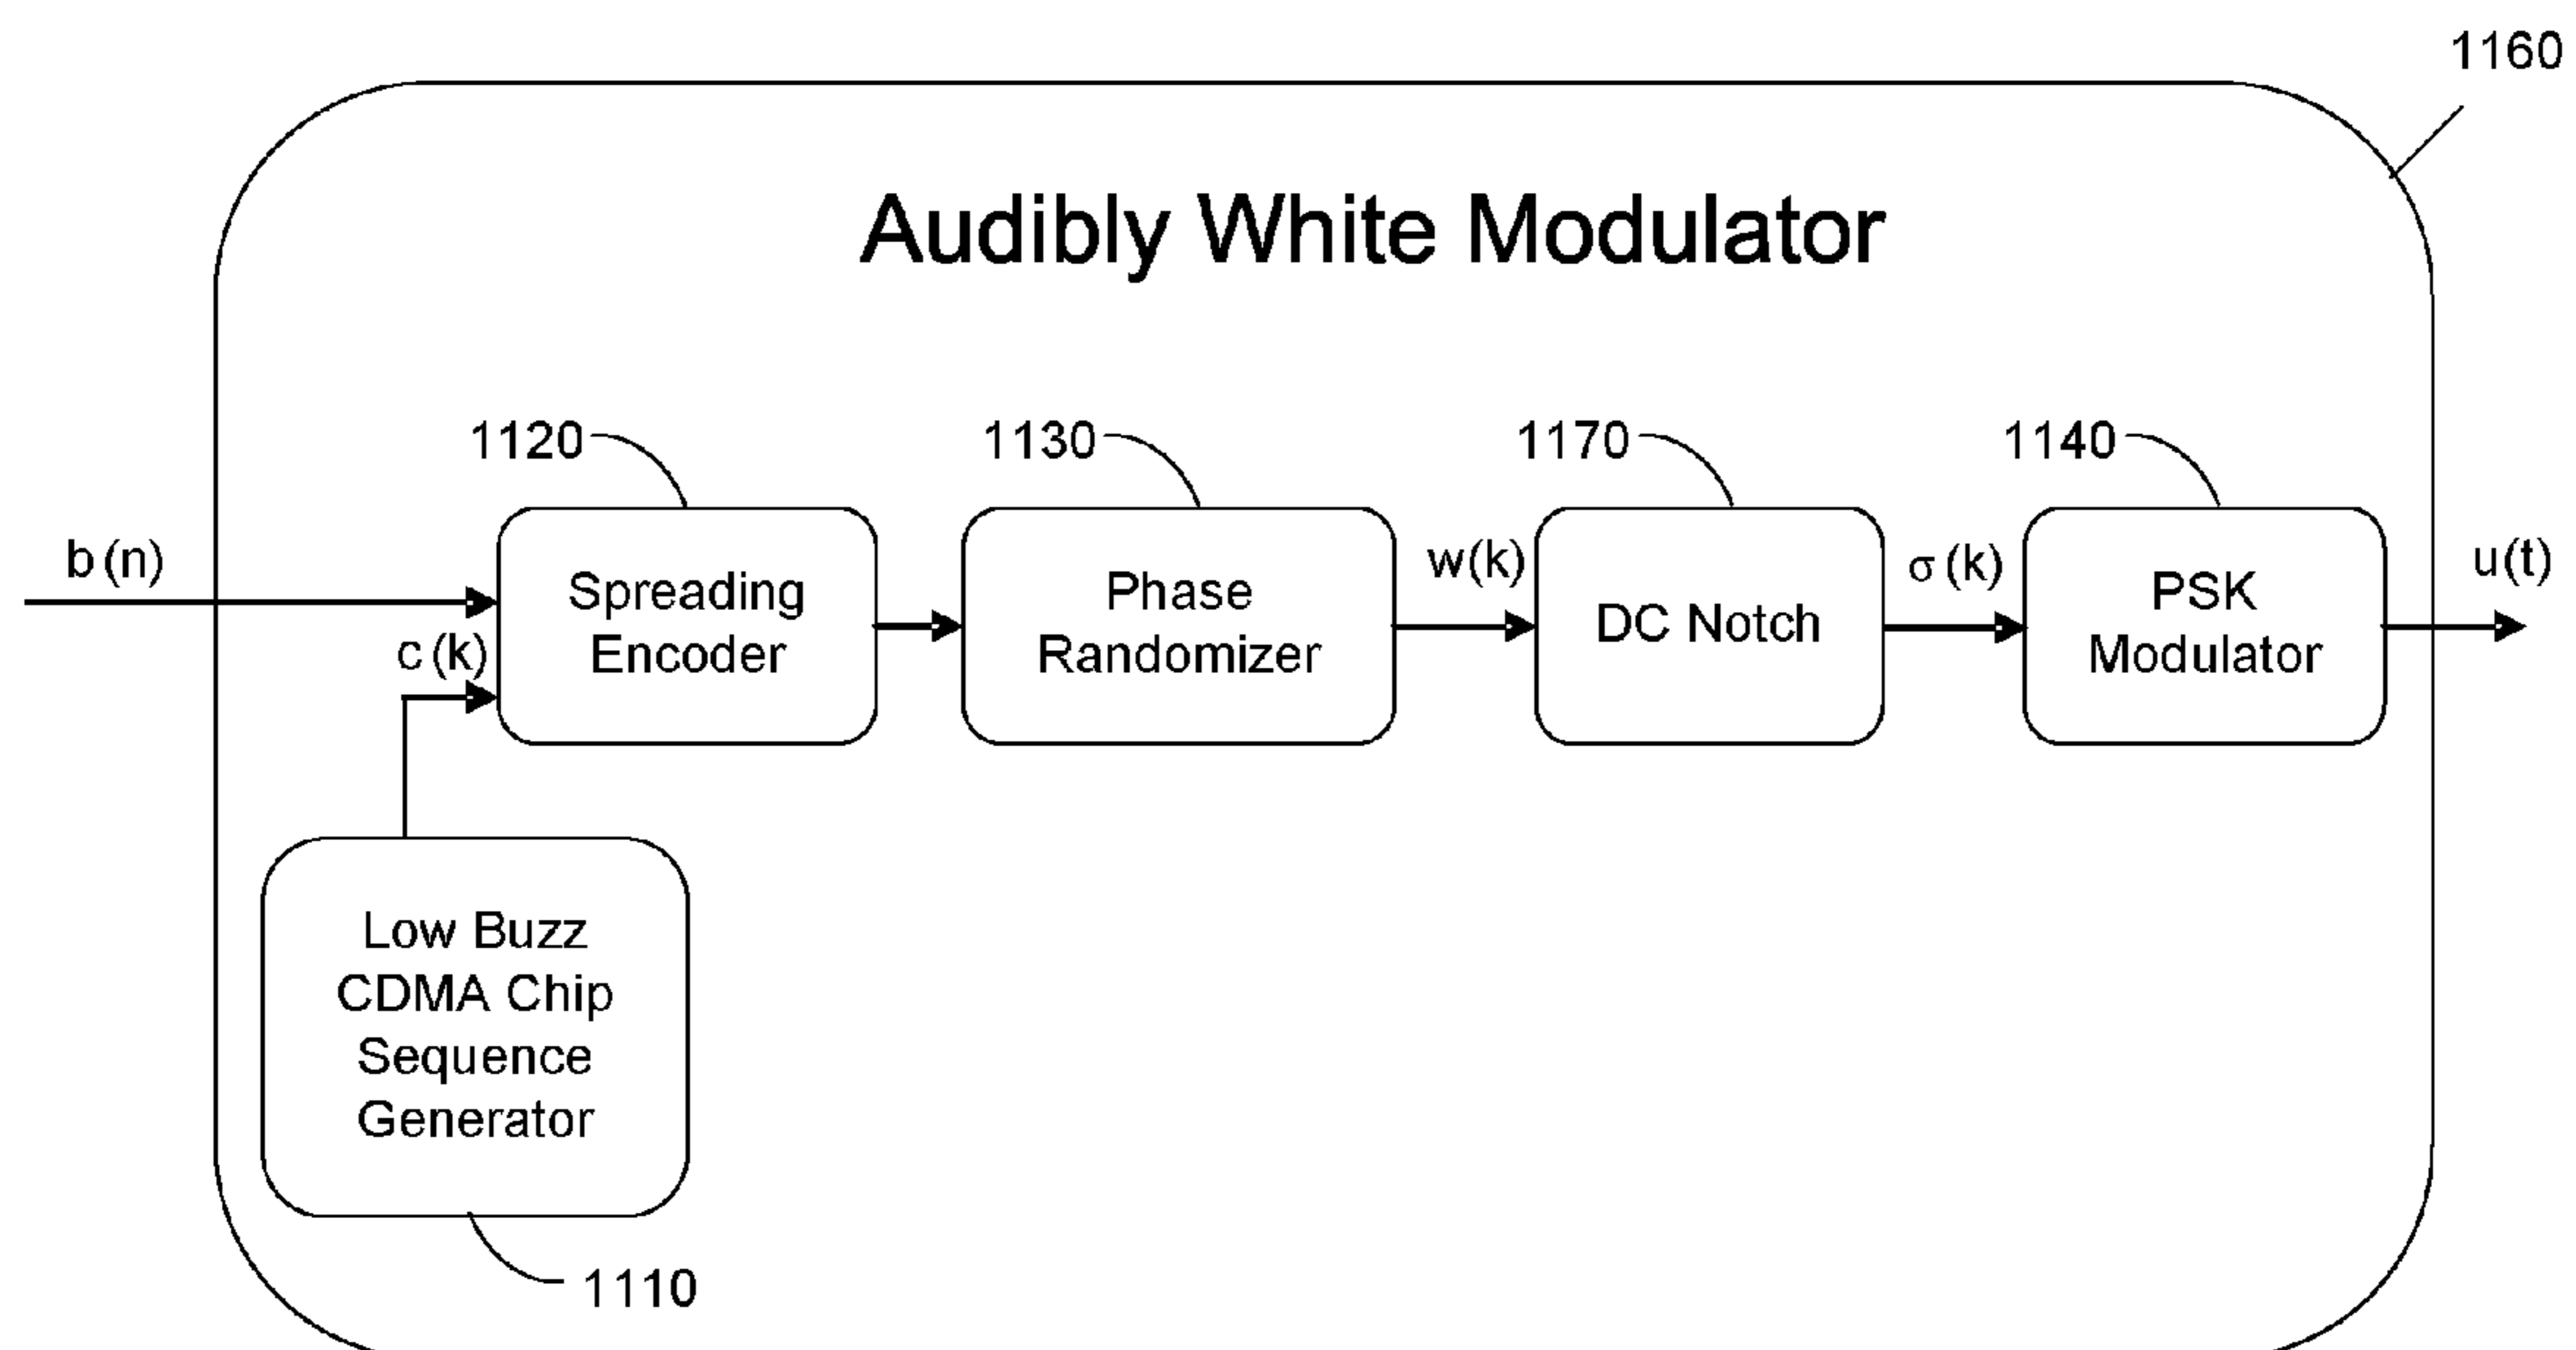 1160
Audibly White Modulator
1120
1130
1170
1140
b (n)
c (k)
Spreading
Encoder
Phase
Randomizer
w(k)
DC Notch
σ (k)
PSK
Modulator
u(t)
Low Buzz
CDMA Chip
Sequence
Generator
1110